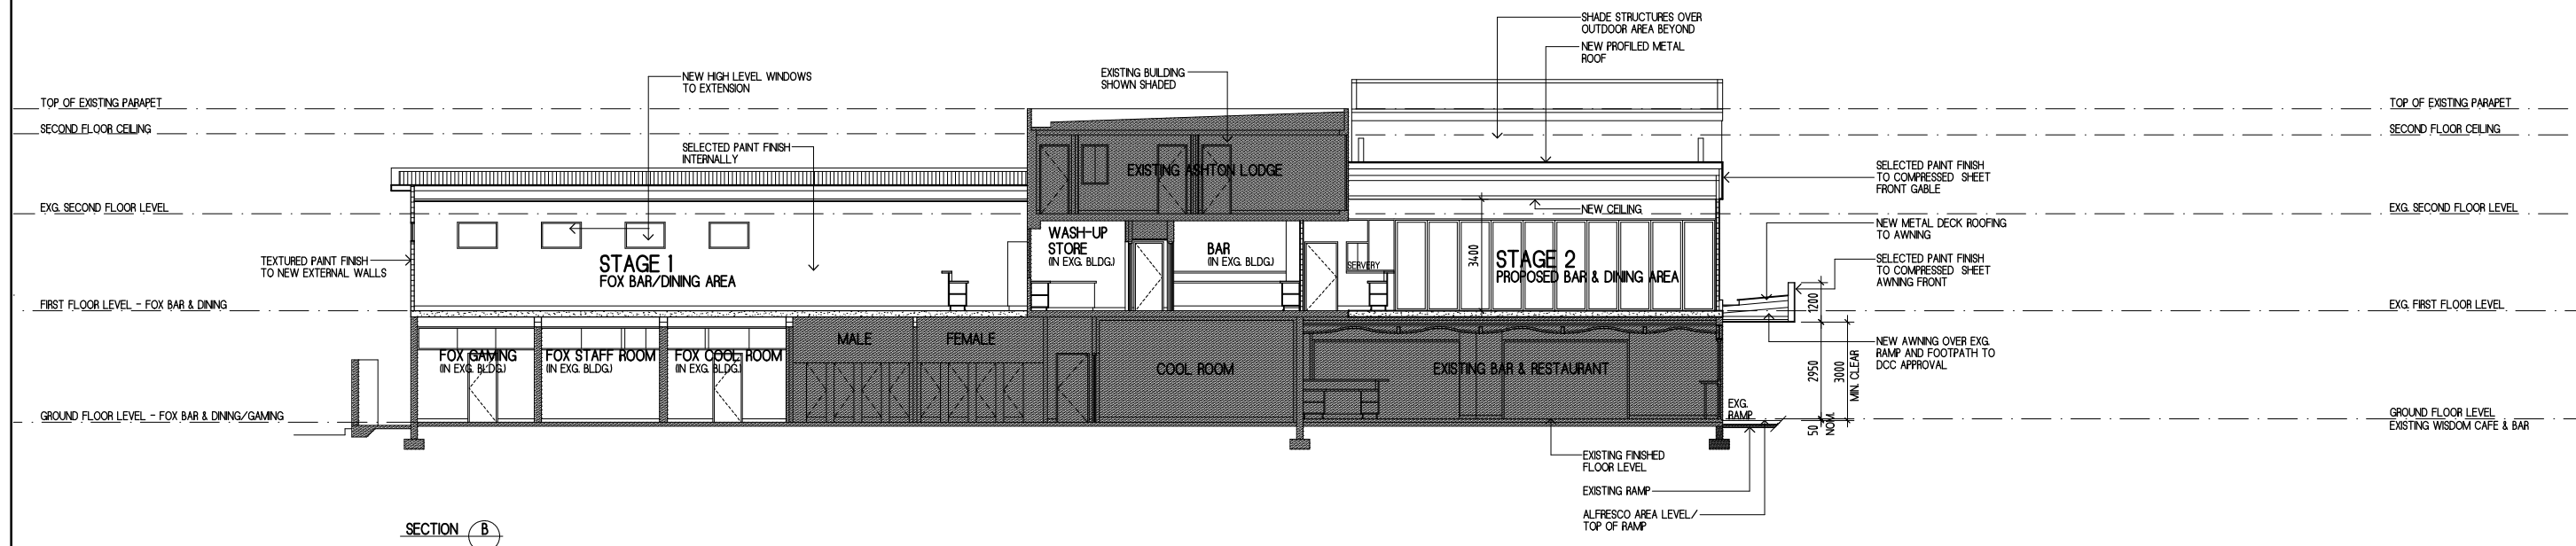 SHADE STRUCTURES OVER
OUTDOOR AREA BEYOND
NEW PROFILED METAL
ROOF
NEW HIGH LEVEL WINDOWS
TO EXTENSION
EXISTING BUILDING
SHOWN SHADED
TOP OF EXISTING PARAPET
TOP OF EXISTING PARAPET
SECOND FLOOR CEILING
SECOND FLOOR CEILING
SELECTED PAINT FINISH
INTERNALLY
EXISTING ASHTON LODGE
SELECTED PAINT FINISH
TO COMPRESSED SHEET
FRONT GABLE
EXG. SECOND FLOOR LEVEL
NEW CEILING
EXG. SECOND FLOOR LEVEL
NEW METAL DECK ROOFING
TO AWNING
WASH-UP
STORE
(IN EXG. BLDG.)
BAR
(IN EXG. BLDG.)
SERVERY
3400
STAGE 1
FOX BAR/DINING AREA
STAGE 2
PROPOSED BAR & DINING AREA
TEXTURED PAINT FINISH
TO NEW EXTERNAL WALLS
SELECTED PAINT FINISH
TO COMPRESSED SHEET
AWNING FRONT
FIRST FLOOR LEVEL - FOX BAR & DINING
1200
EXG. FIRST FLOOR LEVEL
MALE
FEMALE
NEW AWNING OVER EXG.
RAMP AND FOOTPATH TO
DCC APPROVAL
FOX GAMING
(IN EXG. BLDG.)
FOX STAFF ROOM
(IN EXG. BLDG.)
FOX COOL ROOM
(IN EXG. BLDG.)
COOL ROOM
EXISTING BAR & RESTAURANT
2950
3000
MIN. CLEAR
GROUND FLOOR LEVEL - FOX BAR & DINING/GAMING
EXG.
RAMP
50
NOM.
GROUND FLOOR LEVEL
EXISTING WISDOM CAFE & BAR
EXISTING FINISHED
FLOOR LEVEL
EXISTING RAMP
ALFRESCO AREA LEVEL/
TOP OF RAMP
SECTION B